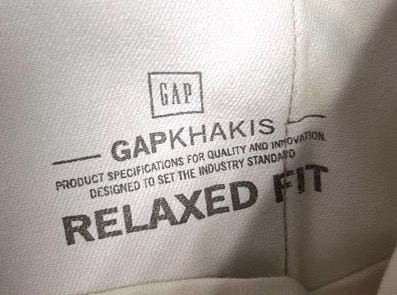 GAP
GAPKHAKIS
PRODUCT SPECIFICATIONS FOR QUALITY AND INNOVATION
DESIGNED TO SET THE INDUSTRY STANDARD
RELAXED FIT